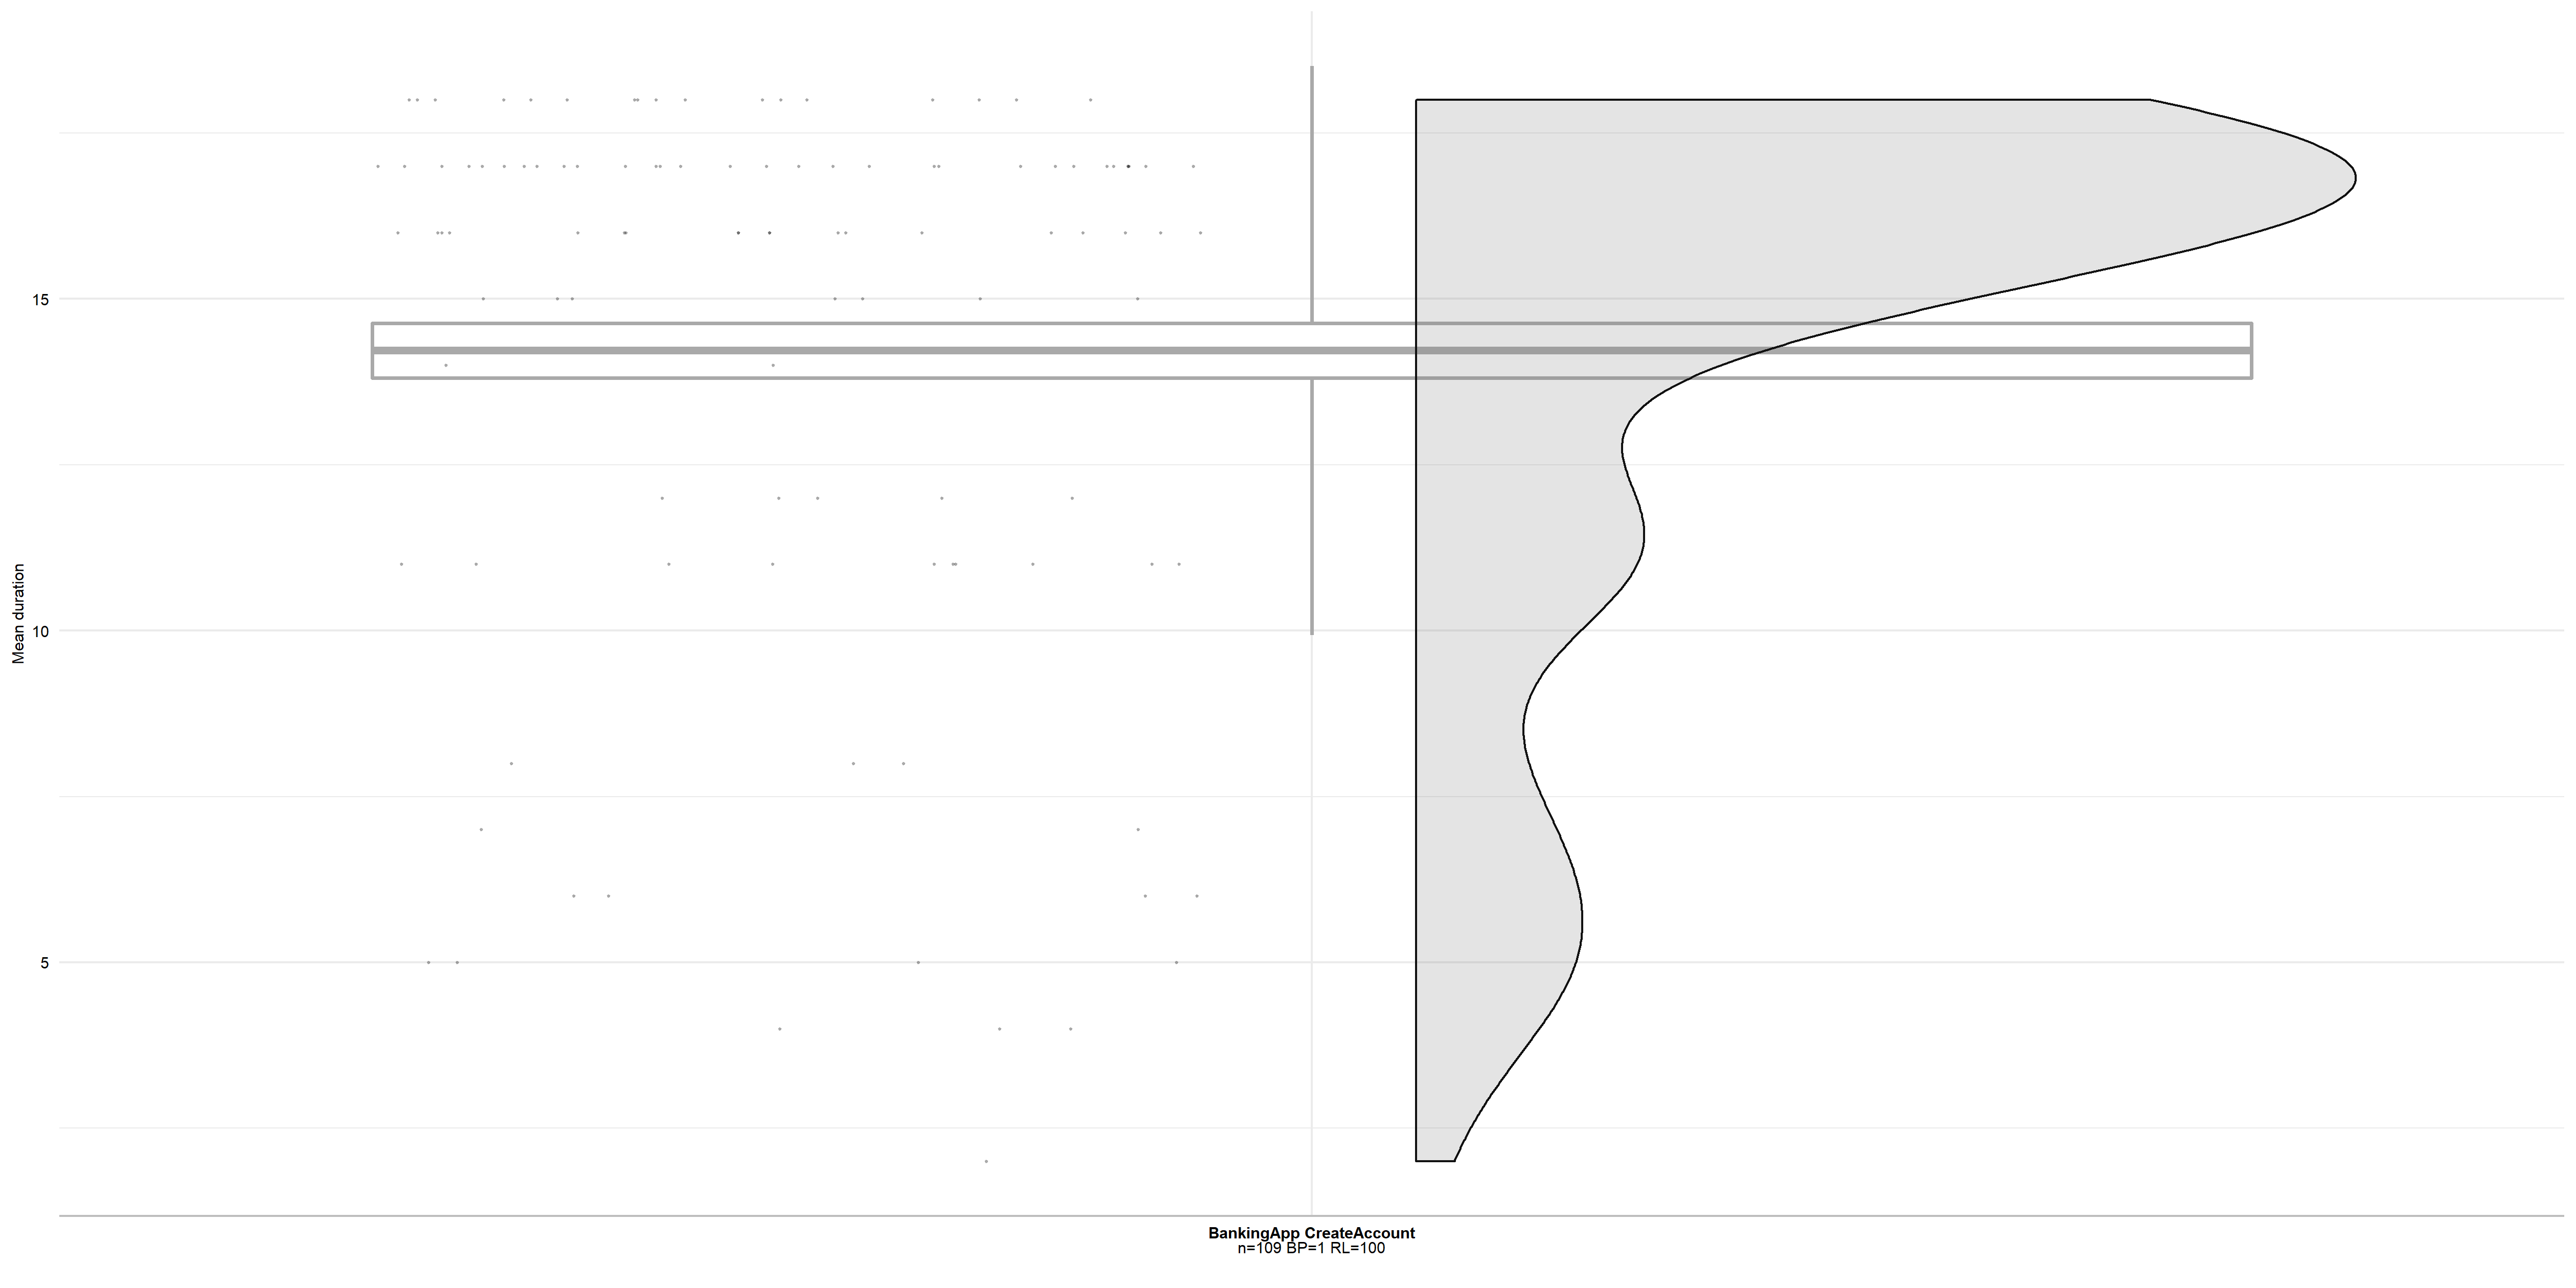 15
10
5
Mean duration
BankingApp CreateAccount
n=109 BP=1 RL=100